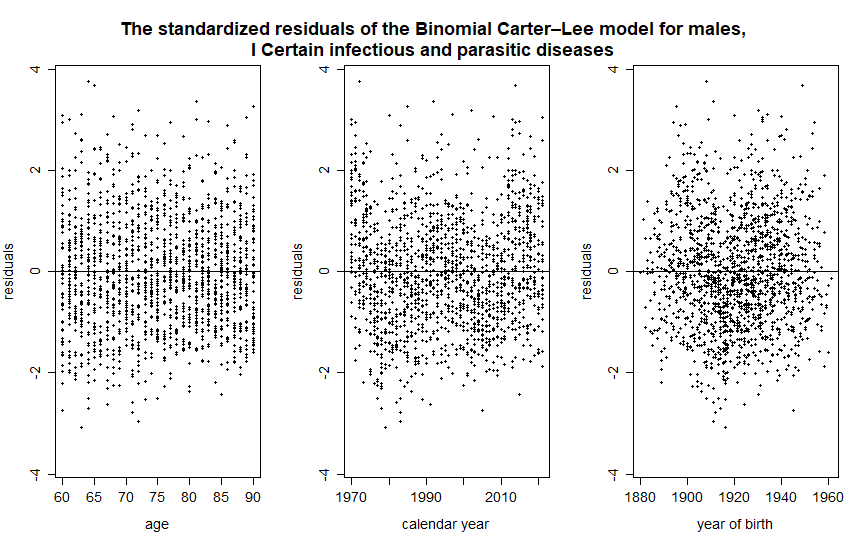 The standardized residuals of the Binomial Carter–Lee model for males,
I Certain infectious and parasitic diseases
residuals
4
2
0
-2
-4
60 65 70 75 80 85 90
age
residuals
4
2
0
-2
-4
1970 1990 2010
calendar year
residuals
4
2
0
-2
-4
1880 1900 1920 1940 1960
year of birth